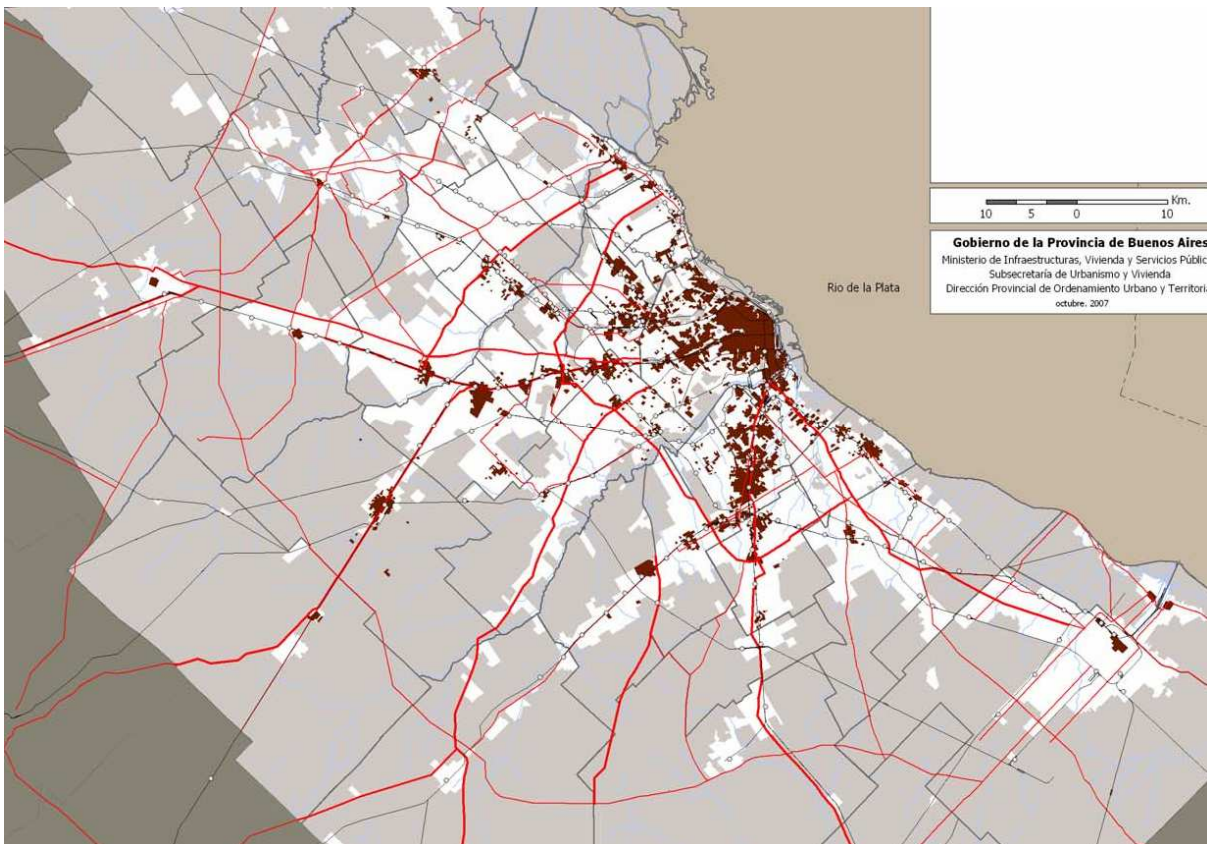 10 5 0 10 Km.
Gobierno de la Provincia de Buenos Aires
Ministerio de Infraestructuras, Vivienda y Servicios Públic
Subsecretaría de Urbanismo y Vivienda
Dirección Provincial de Ordenamiento Urbano y Territoria
octubre. 2007
Rio de la Plata